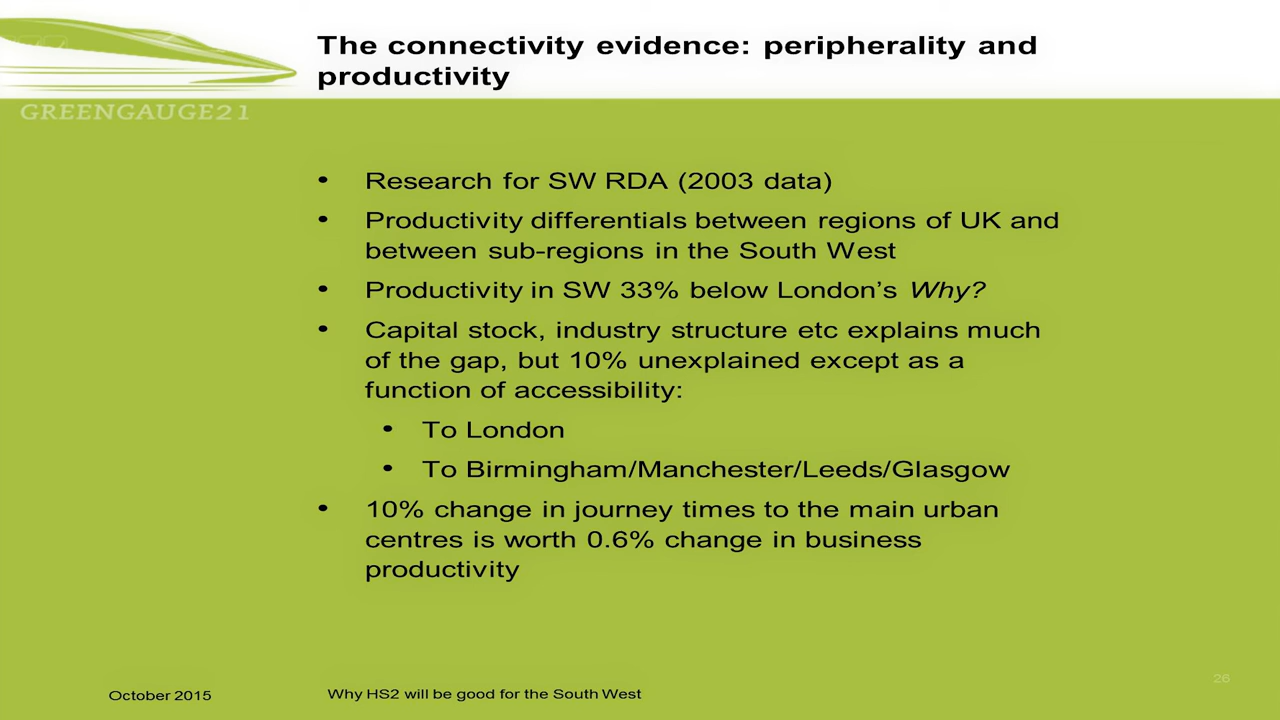 The connectivity evidence: peripherality and
productivity
GREENGAUGE21
• Research for SW RDA (2003 data)
• Productivity differentials between regions of UK and
between sub-regions in the South West
• Productivity in SW 33% below London’s Why?
• Capital stock, industry structure etc explains much
of the gap, but 10% unexplained except as a
function of accessibility:
• To London
• To Birmingham/Manchester/Leeds/Glasgow
• 10% change in journey times to the main urban
centres is worth 0.6% change in business
productivity
26
October 2015
Why HS2 will be good for the South West